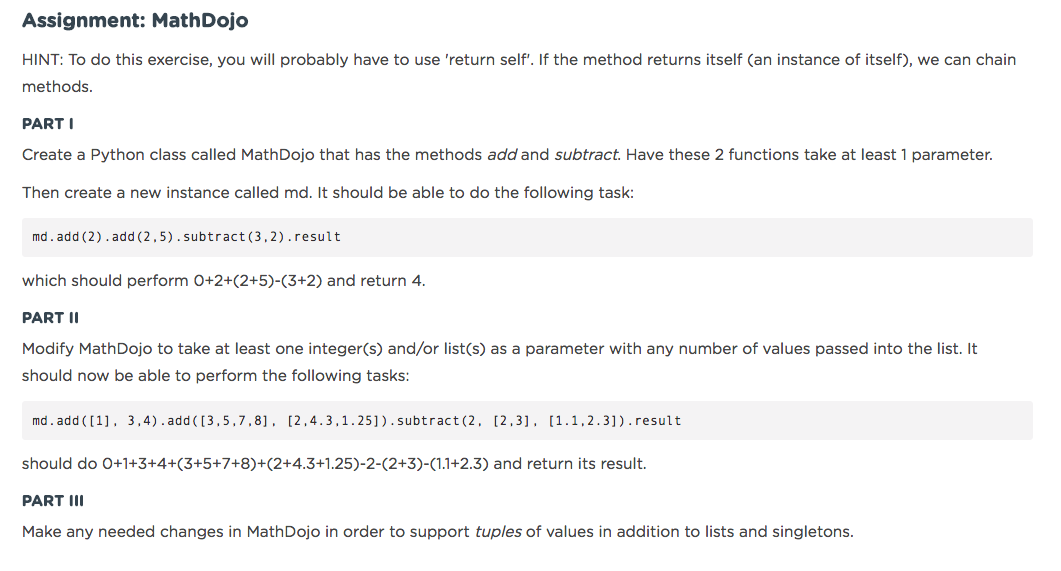 Assignment: MathDojo
HINT: To do this exercise, you will probably have to use 'return self'. If the method returns itself (an instance of itself), we can chain
methods.
PART I
Create a Python class called MathDojo that has the methods add and subtract. Have these 2 functions take at least 1 parameter.
Then create a new instance called md. It should be able to do the following task:
md.add(2).add(2,5).subtract(3,2).result
which should perform 0+2+(2+5)-(3+2) and return 4.
PART II
Modify MathDojo to take at least one integer(s) and/or list(s) as a parameter with any number of values passed into the list. It
should now be able to perform the following tasks:
md.add([1], 3,4).add([3,5,7,8], [2,4.3,1.25]).subtract(2, [2,3], [1.1,2.3]).result
should do 0+1+3+4+(3+5+7+8)+(2+4.3+1.25)-2-(2+3)-(1.1+2.3) and return its result.
PART III
Make any needed changes in MathDojo in order to support tuples of values in addition to lists and singletons.